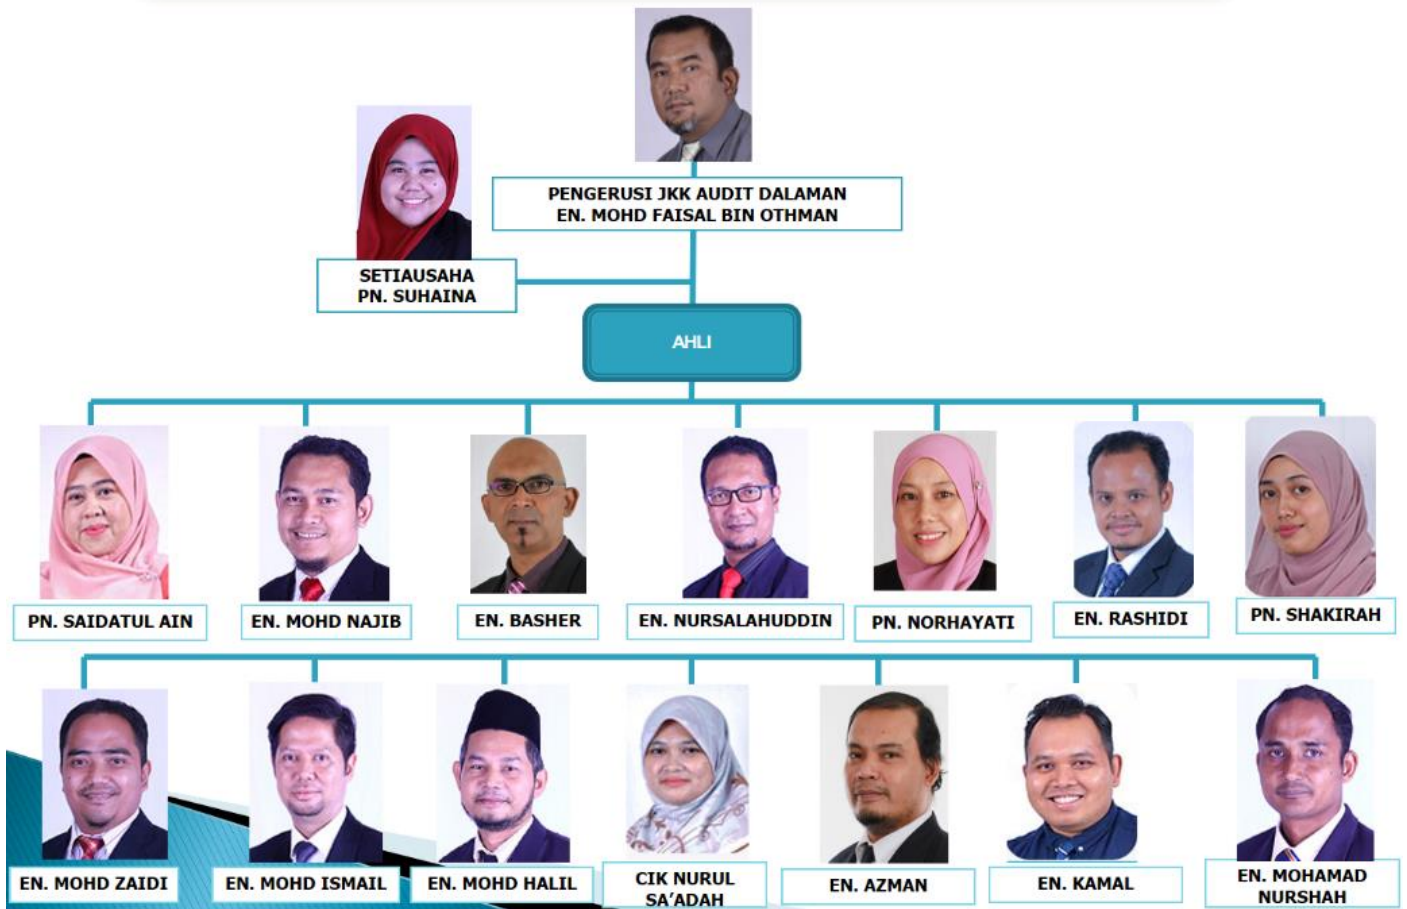 PENGERUSI JKK AUDIT DALAMAN
EN. MOHD FAISAL BIN OTHMAN
SETIAUSAHA
PN. SUHAINA
AHLI
PN. SAIDATUL AIN
EN. MOHD NAJIB
EN. BASHER
EN. NURSALAHUDDIN
PN. NORHAYATI
EN. RASHIDI
PN. SHAKIRAH
EN. MOHD ZAIDI
EN. MOHD ISMAIL
EN. MOHD HALIL
CIK NURUL
SA'ADAH
EN. AZMAN
EN. KAMAL
EN. MOHAMAD
NURSHAH